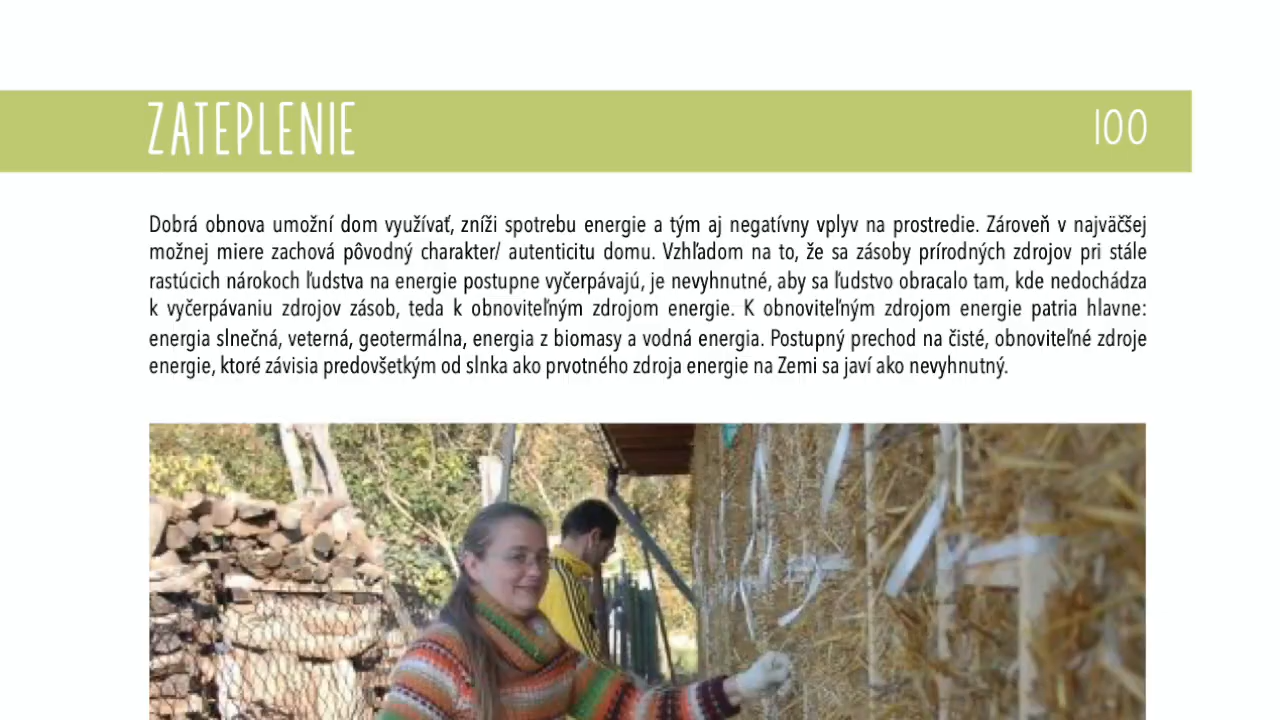 ZATEPLENIE
100
Dobrá obnova umožní dom využívať, zníži spotrebu energie a tým aj negatívny vplyv na prostredie. Zároveň v najväčšej
možnej miere zachová pôvodný charakter/ autenticitu domu. Vzhľadom na to, že sa zásoby prírodných zdrojov pri stále
rastúcich nárokoch ľudstva na energie postupne vyčerpávajú, je nevyhnutné, aby sa ľudstvo obracalo tam, kde nedochádza
k vyčerpávaniu zdrojov zásob, teda k obnoviteľným zdrojom energie. K obnoviteľným zdrojom energie patria hlavne:
energia slnečná, veterná, geotermálna, energia z biomasy a vodná energia. Postupný prechod na čisté, obnoviteľné zdroje
energie, ktoré závisia predovšetkým od slnka ako prvotného zdroja energie na Zemi sa javí ako nevyhnutný.